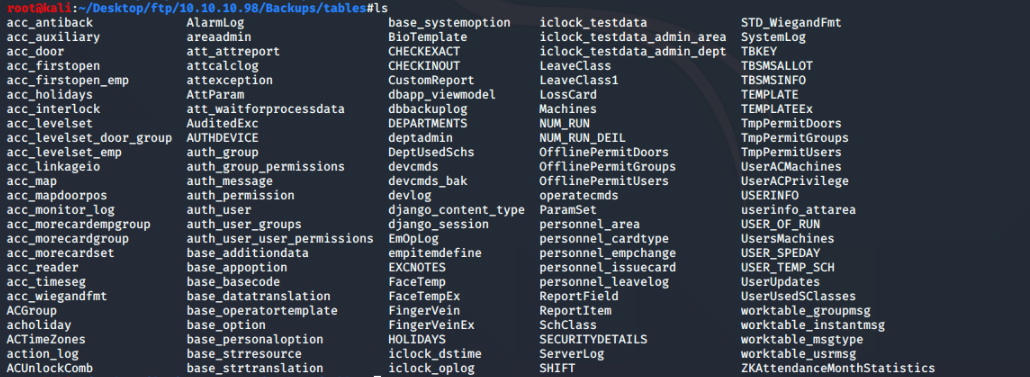 root@kali:~/Desktop/ftp/10.10.10.98/Backups/tables#ls
acc_antiback AlarmLog base_systemoption iclock_testdata STD_WiegandFmt
acc_auxiliary areaadmin BioTemplate iclock_testdata_admin_area SystemLog
acc_door att_attreport CHECKEXACT iclock_testdata_admin_dept TBKEY
acc_firstopen attcalclog CHECKINOUT LeaveClass TBSMSALLOT
acc_firstopen_emp attexception CustomReport LeaveClass1 TBSMSINFO
acc_holidays AttParam dbapp_viewmodel LossCard TEMPLATE
acc_interlock att_waitforprocessdata dbbackuplog Machines TEMPLATEEx
acc_levelset AuditedExc DEPARTMENTS NUM_RUN TmpPermitDoors
acc_levelset_door_group AUTHDEVICE deptadmin NUM_RUN_DEIL TmpPermitGroups
acc_levelset_emp auth_group DeptUsedSchs OfflinePermitDoors TmpPermitUsers
acc_linkageio auth_group_permissions devcmds OfflinePermitGroups UserACMachines
acc_map auth_message devcmds_bak OfflinePermitUsers UserACPrivilege
acc_mapdoorpos auth_permission devlog operatecmds USERINFO
acc_monitor_log auth_user django_content_type ParamSet userinfo_attarea
acc_morecardempgroup auth_user_groups django_session personnel_area USER_OF_RUN
acc_morecardgroup auth_user_user_permissions EmOpLog personnel_cardtype UsersMachines
acc_morecardset base_additiondata empitemdefine personnel_empchange USER_SPEDAY
acc_reader base_appoption EXCNOTES personnel_issuecard USER_TEMP_SCH
acc_timeseg base_basecode FaceTemp personnel_leavelog UserUpdates
acc_wiegandfmt base_datatranslation FaceTempEx ReportField UserUsedSClasses
ACGroup base_operatortemplate FingerVein ReportItem worktable_groupmsg
acholiday base_option FingerVeinEx SchClass worktable_instantmsg
ACTimeZones base_personaloption HOLIDAYS SECURITYDETAILS worktable_msgtype
action_log base_strresource iclock_dstime ServerLog worktable_usrmsg
ACUnlockComb base_strtranslation iclock_oplog SHIFT ZKAttendanceMonthStatistics